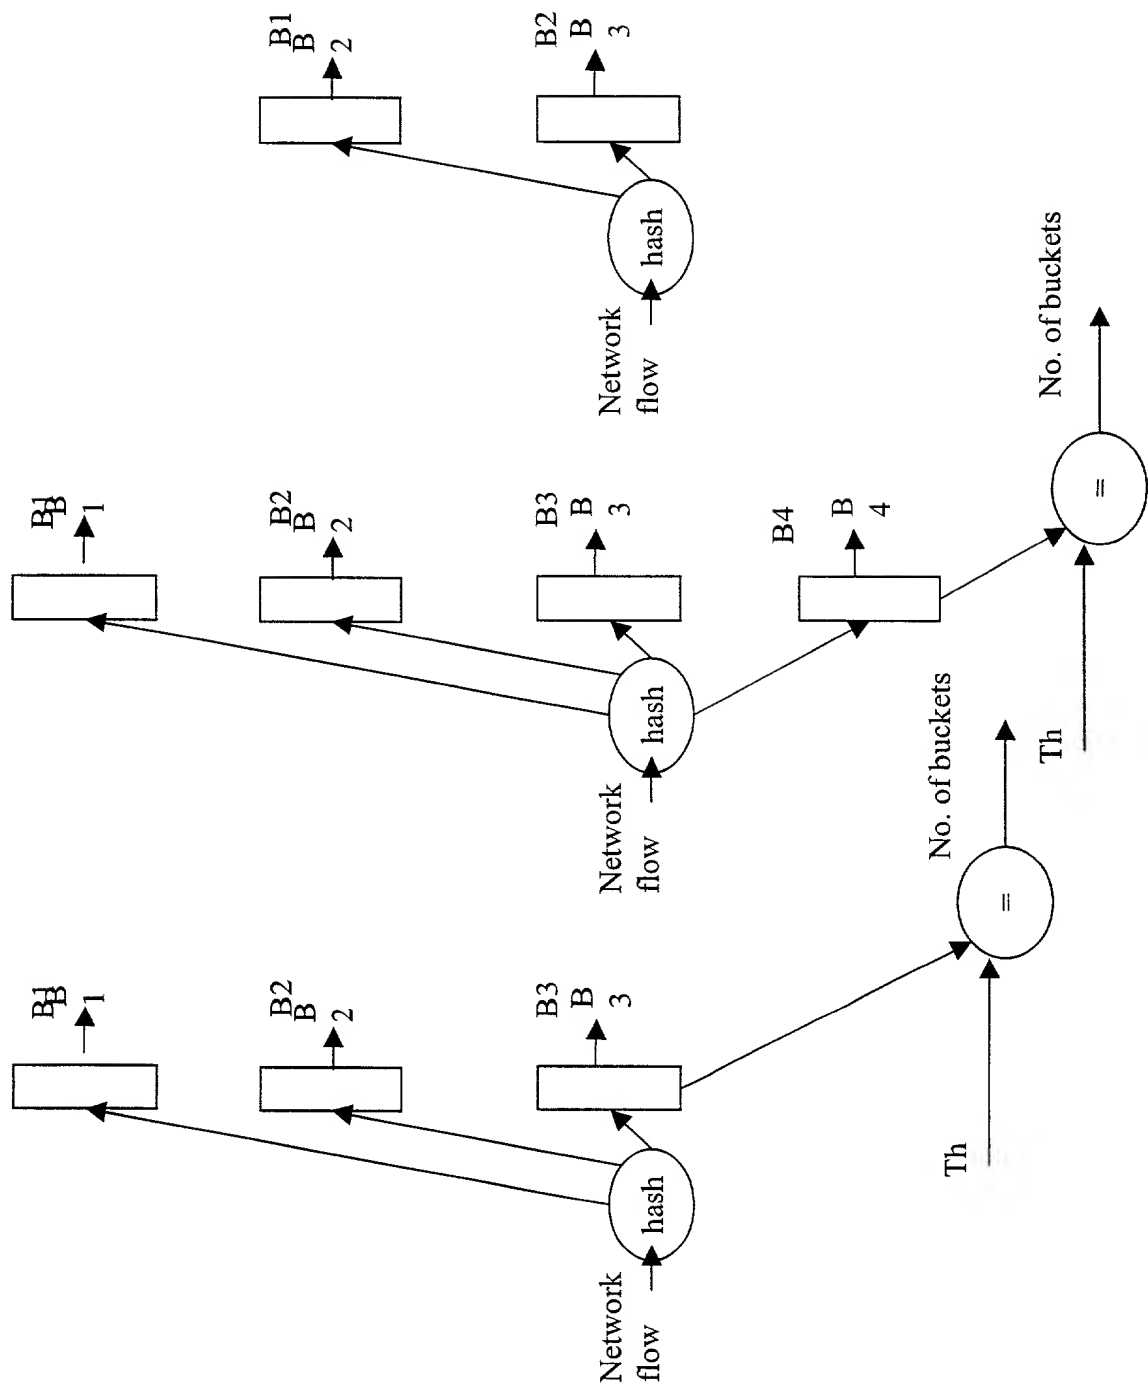 B1
B
1
B2
B
2
B3
B
3
Network
flow
hash
No. of buckets
Th
=
B1
B
1
B2
B
2
B3
B
3
Network
flow
hash
B4
B
4
No. of buckets
Th
=
B1
B
2
B2
B
3
Network
flow
hash